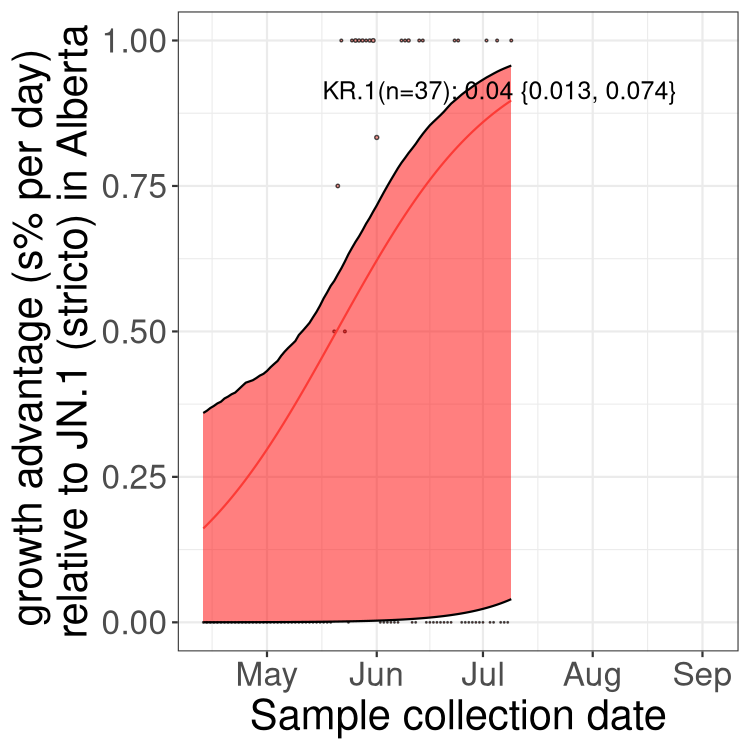 growth advantage (s% per day)
relative to JN.1 (stricto) in Alberta
1.00
0.75
0.50
0.25
0.00
KR.1(n=37): 0.04 {0.013, 0.074}
May Jun Jul Aug Sep
Sample collection date